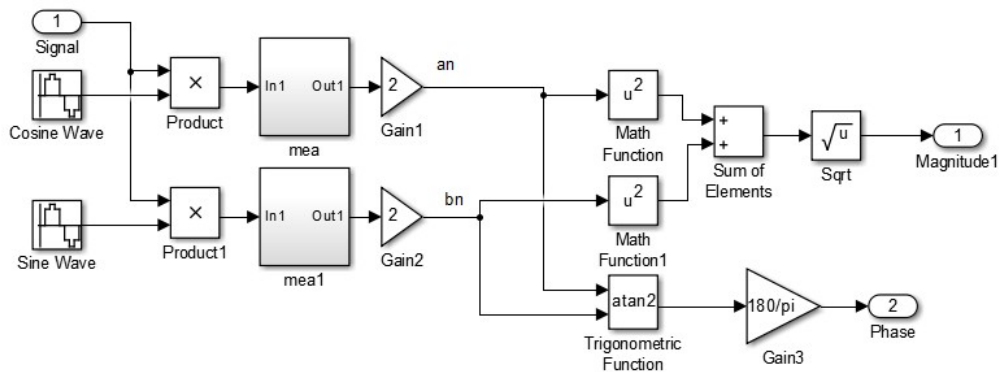 1
Signal
Cosine Wave
×
Product
In1 Out1
mea
2
Gain1
an
u²
Math
Function
+
+
Sum of
Elements
√u
Sqrt
1
Magnitude1
Sine Wave
×
Product1
In1 Out1
mea1
2
Gain2
bn
u²
Math
Function1
atan2
Trigonometric
Function
180/pi
Gain3
2
Phase